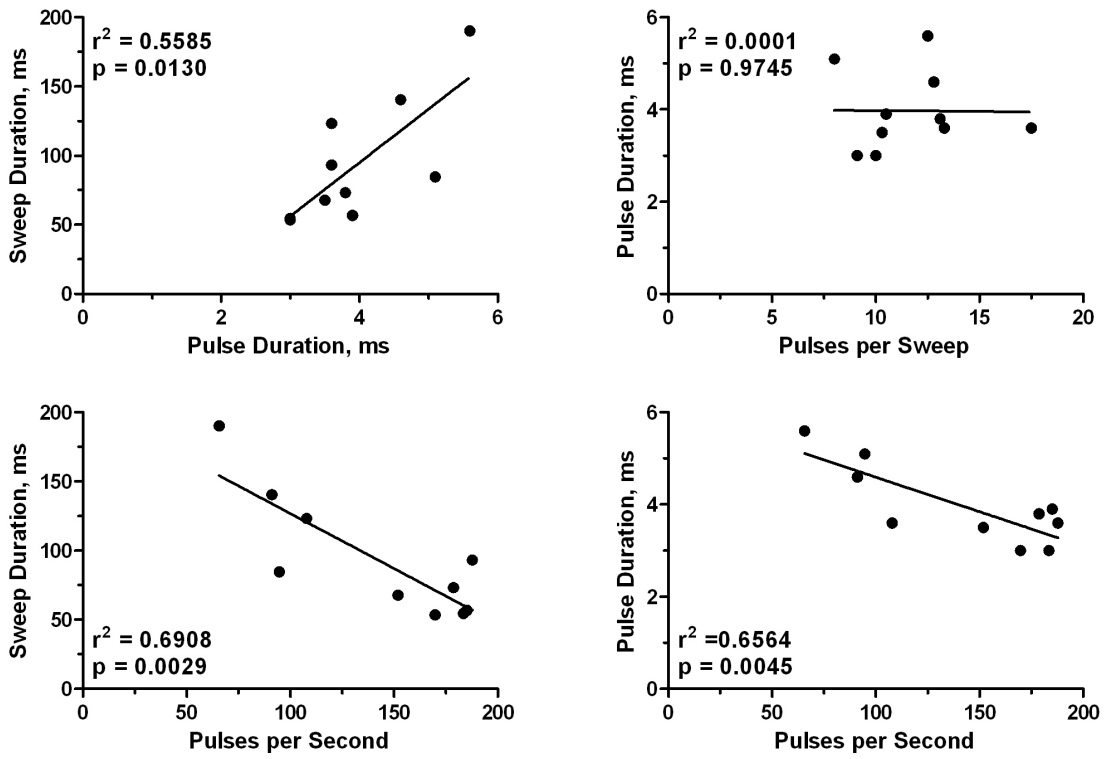 200
150
100
50
0
Sweep Duration, ms
r² = 0.5585
p = 0.0130
0 2 4 6
Pulse Duration, ms
6
4
2
0
Pulse Duration, ms
r² = 0.0001
p = 0.9745
0 5 10 15 20
Pulses per Sweep
200
150
100
50
0
Sweep Duration, ms
r² = 0.6908
p = 0.0029
0 50 100 150 200
Pulses per Second
6
4
2
0
Pulse Duration, ms
r² =0.6564
p = 0.0045
0 50 100 150 200
Pulses per Second